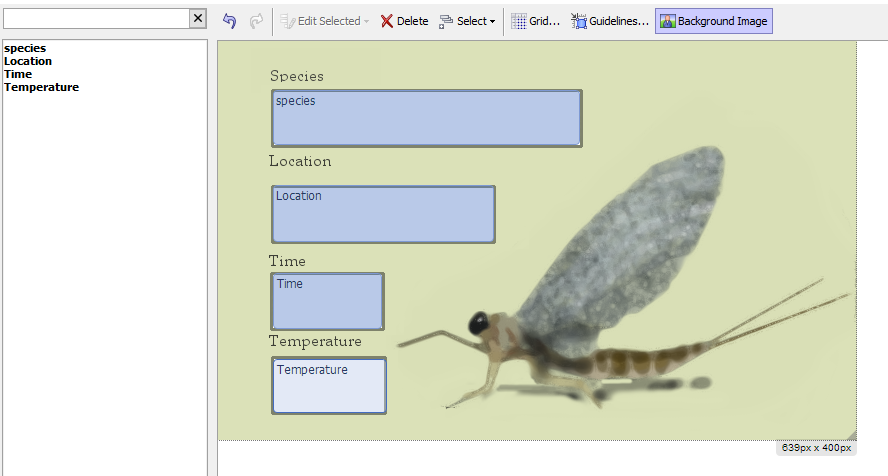 Edit Selected Delete Select Grid... Guidelines... Background Image
species
Location
Time
Temperature
Species
species
Location
Location
Time
Time
Temperature
Temperature
639px x 400px